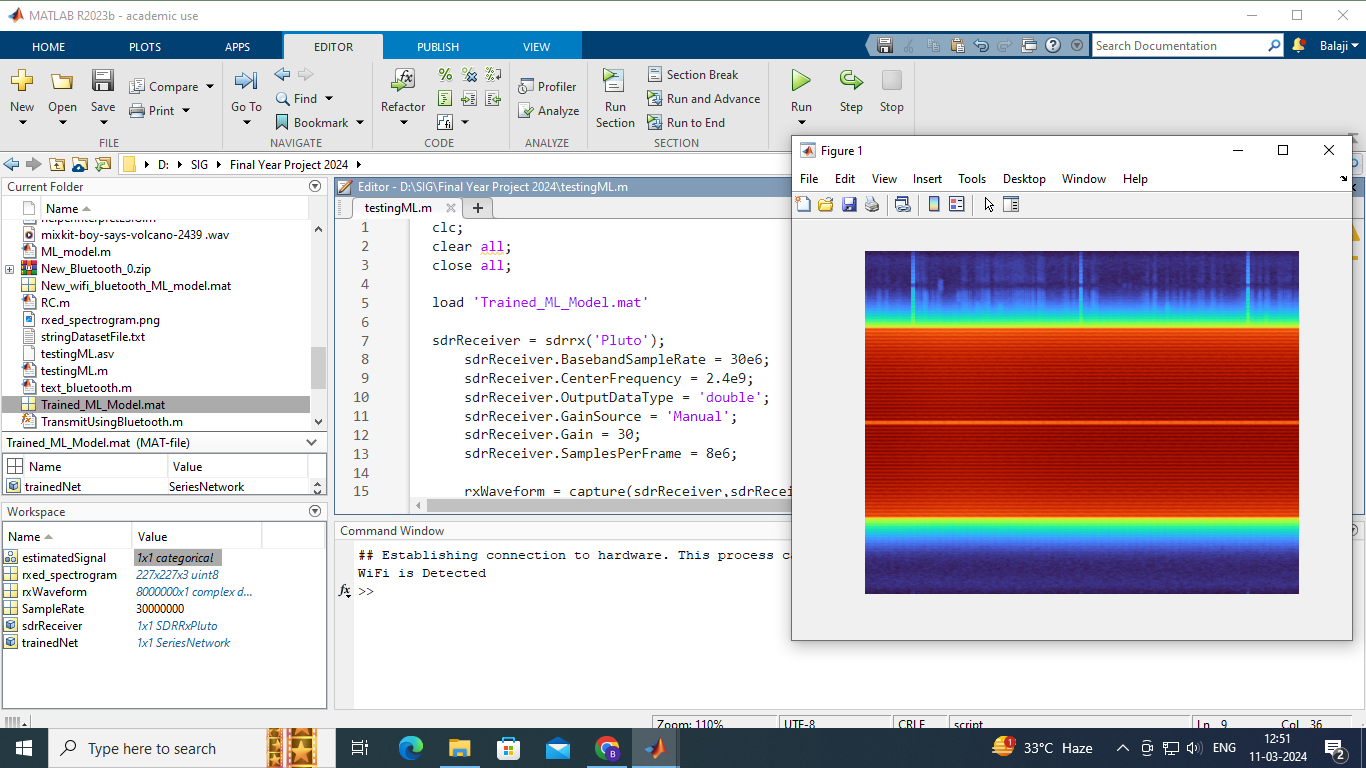 MATLAB R2023b - academic use
HOME PLOTS APPS EDITOR PUBLISH VIEW
Search Documentation
Balaji
New Open Save Compare Print
FILE
Go To Find Bookmark
NAVIGATE
Refactor
CODE
Profiler Analyze
ANALYZE
Run Section
Section Break
Run and Advance
Run to End
SECTION
Run Step Stop
D: SIG Final Year Project 2024
Current Folder
Name
mixkit-boy-says-volcano-2439 .wav
ML_model.m
New_Bluetooth_0.zip
New_wifi_bluetooth_ML_model.mat
RC.m
rxed_spectrogram.png
stringDatasetFile.txt
testingML.asv
testingML.m
text_bluetooth.m
Trained_ML_Model.mat
TransmitUsingBluetooth.m
Trained_ML_Model.mat (MAT-file)
Name Value
trainedNet SeriesNetwork
Workspace
Name Value
estimatedSignal 1x1 categorical
rxed_spectrogram 227x227x3 uint8
rxWaveform 8000000x1 complex d...
SampleRate 30000000
sdrReceiver 1x1 SDRRxPluto
trainedNet 1x1 SeriesNetwork
Editor - D:\SIG\Final Year Project 2024\testingML.m
testingML.m
1 clc;
2 clear all;
3 close all;
4
5 load 'Trained_ML_Model.mat'
6
7 sdrReceiver = sdrrx('Pluto');
8 sdrReceiver.BasebandSampleRate = 30e6;
9 sdrReceiver.CenterFrequency = 2.4e9;
10 sdrReceiver.OutputDataType = 'double';
11 sdrReceiver.GainSource = 'Manual';
12 sdrReceiver.Gain = 30;
13 sdrReceiver.SamplesPerFrame = 8e6;
14
15 rxWaveform = capture(sdrReceiver,sdrRecei
Command Window
## Establishing connection to hardware. This process c
WiFi is Detected
fx >>
Figure 1
File Edit View Insert Tools Desktop Window Help
Zoom: 110% UTF-8 CRLF script Ln 9 Col 36
Type here to search
1
33°C Haze
ENG
12:51
11-03-2024
2